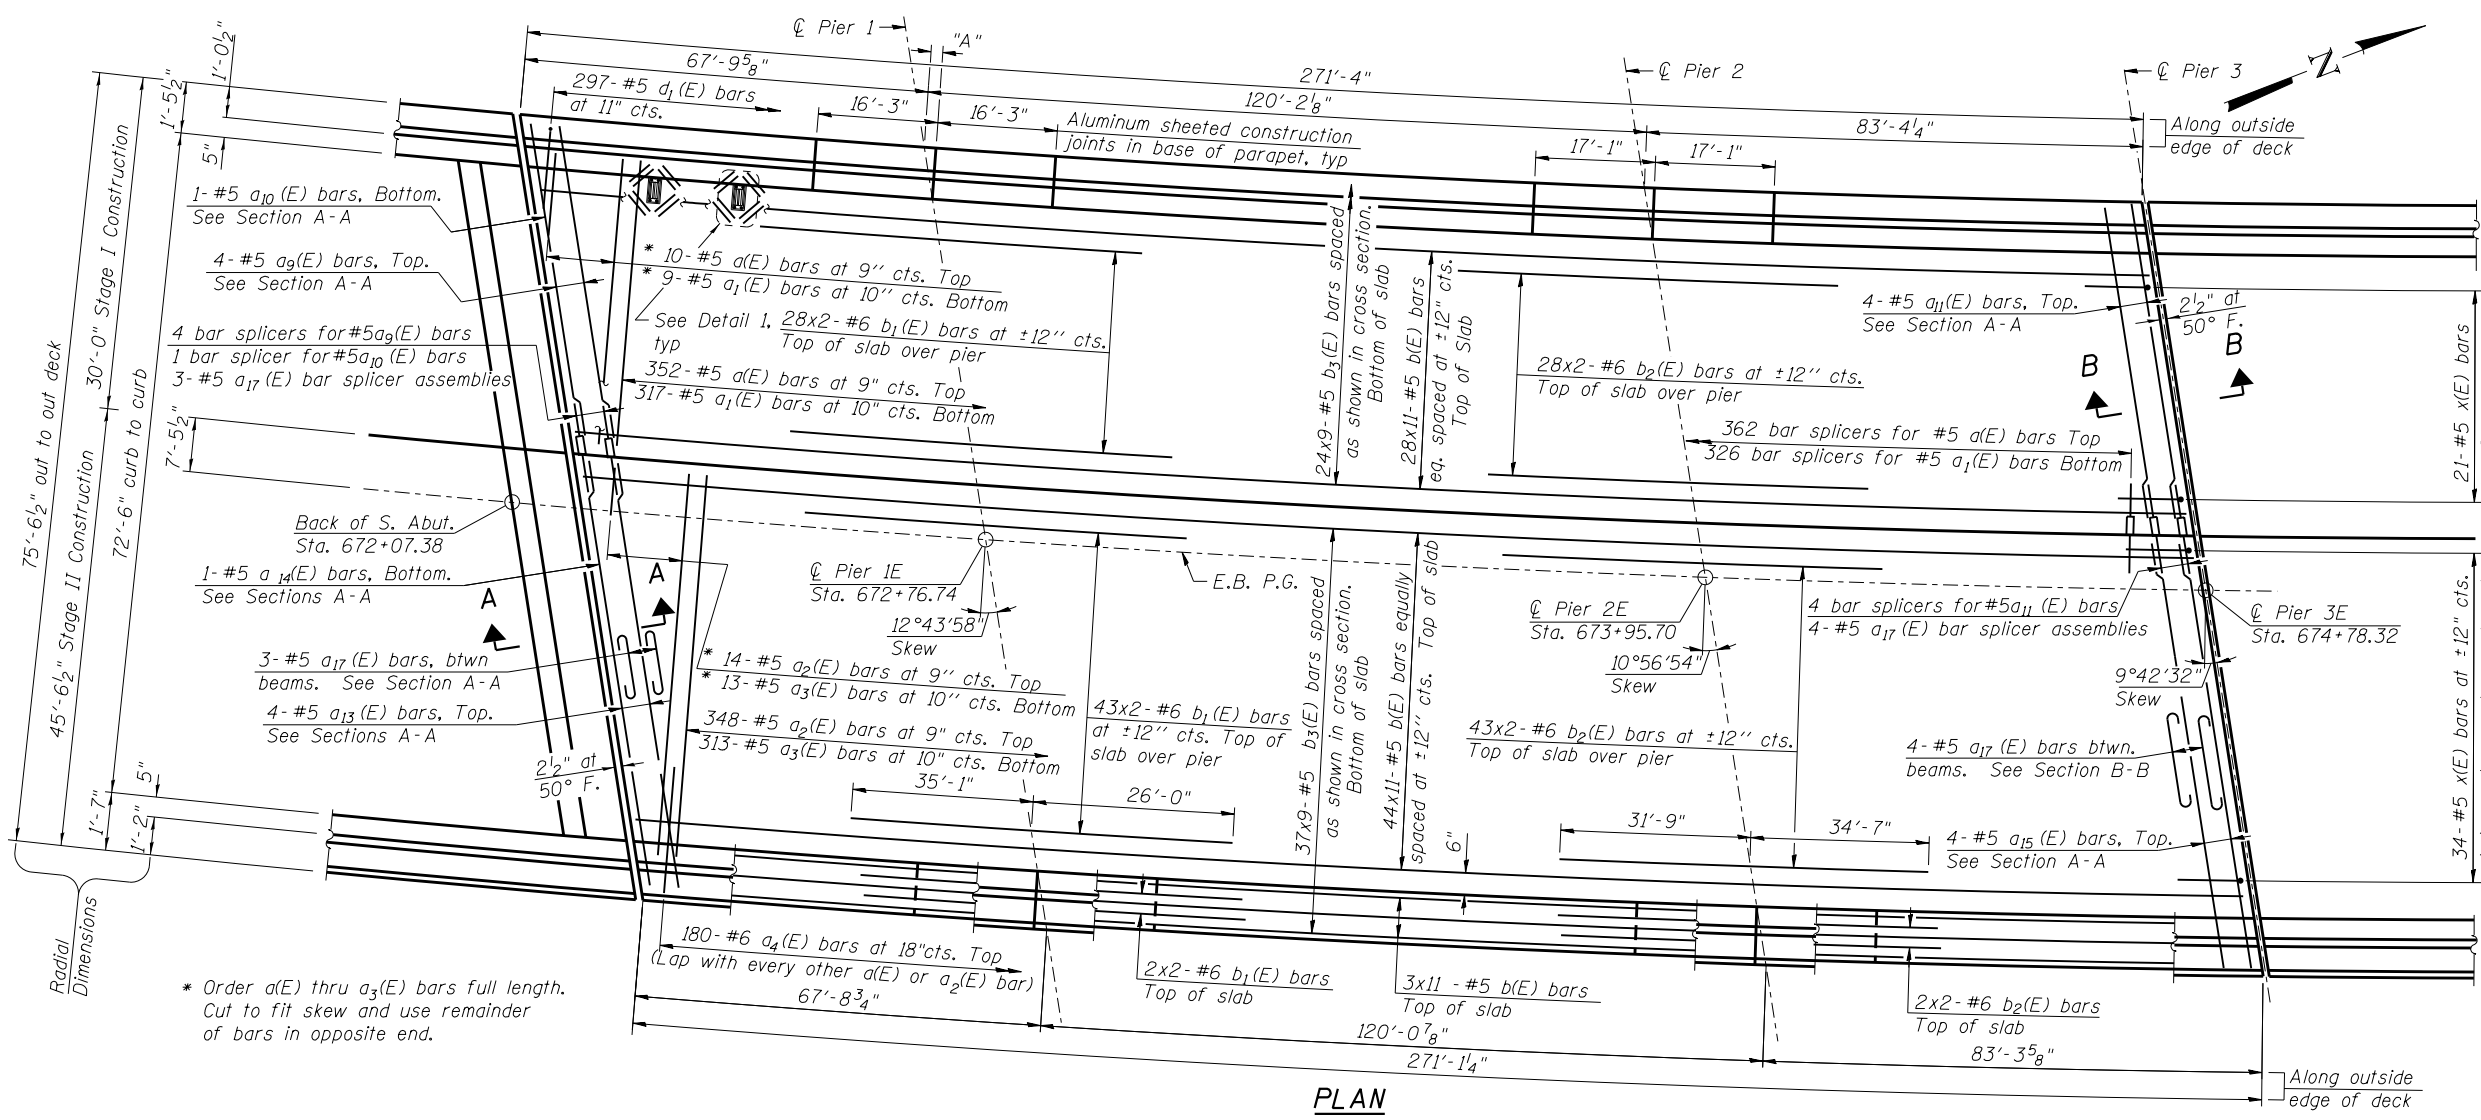 ℄ Pier 1
"A"
℄ Pier 2
℄ Pier 3
N
67'-9⅝"
271'-4"
120'-2⅛"
83'-4¼"
Along outside
edge of deck
297-#5 d₁(E) bars
at 11" cts.
16'-3"
16'-3"
Aluminum sheeted construction
joints in base of parapet, typ
17'-1"
17'-1"
1'-0½"
1'-5½"
5"
75'-6½" out to out deck
30'-0" Stage I Construction
45'-6½" Stage II Construction
72'-6" curb to curb
7'-5½"
5"
1'-7"
1'-2"
Radial
Dimensions
1-#5 a₁₀(E) bars, Bottom.
See Section A-A
4-#5 a₉(E) bars, Top.
See Section A-A
4 bar splicers for #5a₉(E) bars
1 bar splicer for #5a₁₀(E) bars
3-#5 a₁₇(E) bar splicer assemblies
* 10-#5 a(E) bars at 9" cts. Top
* 9-#5 a₁(E) bars at 10" cts. Bottom
See Detail 1,
typ
28x2-#6 b₁(E) bars at ±12" cts.
Top of slab over pier
352-#5 a(E) bars at 9" cts. Top
317-#5 a₁(E) bars at 10" cts. Bottom
24x9-#5 b₃(E) bars spaced
as shown in cross section.
Bottom of slab
28x11-#5 b(E) bars
eq. spaced at ±12" cts.
Top of Slab
28x2-#6 b₂(E) bars at ±12" cts.
Top of slab over pier
4-#5 a₁₁(E) bars, Top.
See Section A-A
2½" at
50° F.
B
B
362 bar splicers for #5 a(E) bars Top
326 bar splicers for #5 a₁(E) bars Bottom
21-#5 x(E) bars
Back of S. Abut.
Sta. 672+07.38
1-#5 a₁₄(E) bars, Bottom.
See Sections A-A
A
A
3-#5 a₁₇(E) bars, btwn
beams. See Section A-A
4-#5 a₁₃(E) bars, Top.
See Sections A-A
2½" at
50° F.
℄ Pier 1E
Sta. 672+76.74
12°43'58"
Skew
E.B. P.G.
* 14-#5 a₂(E) bars at 9" cts. Top
* 13-#5 a₃(E) bars at 10" cts. Bottom
348-#5 a₂(E) bars at 9" cts. Top
313-#5 a₃(E) bars at 10" cts. Bottom
43x2-#6 b₁(E) bars
at ±12" cts. Top of
slab over pier
35'-1"
26'-0"
37x9-#5 b₃(E) bars spaced
as shown in cross section.
Bottom of slab
44x11-#5 b(E) bars equally
spaced at ±12" cts. Top of slab
6"
℄ Pier 2E
Sta. 673+95.70
10°56'54"
Skew
43x2-#6 b₂(E) bars at ±12" cts.
Top of slab over pier
31'-9"
34'-7"
4 bar splicers for #5a₁₁(E) bars
4-#5 a₁₇(E) bar splicer assemblies
℄ Pier 3E
Sta. 674+78.32
9°42'32"
Skew
4-#5 a₁₇(E) bars btwn.
beams. See Section B-B
4-#5 a₁₅(E) bars, Top.
See Section A-A
34-#5 x(E) bars at ±12" cts.
180-#6 a₄(E) bars at 18"cts. Top
(Lap with every other a(E) or a₂(E) bar)
2x2-#6 b₁(E) bars
Top of slab
3x11 -#5 b(E) bars
Top of slab
2x2-#6 b₂(E) bars
Top of slab
67'-8¾"
120'-0⅞"
83'-3⅝"
271'-1¼"
Along outside
edge of deck
* Order a(E) thru a₃(E) bars full length.
Cut to fit skew and use remainder
of bars in opposite end.
PLAN